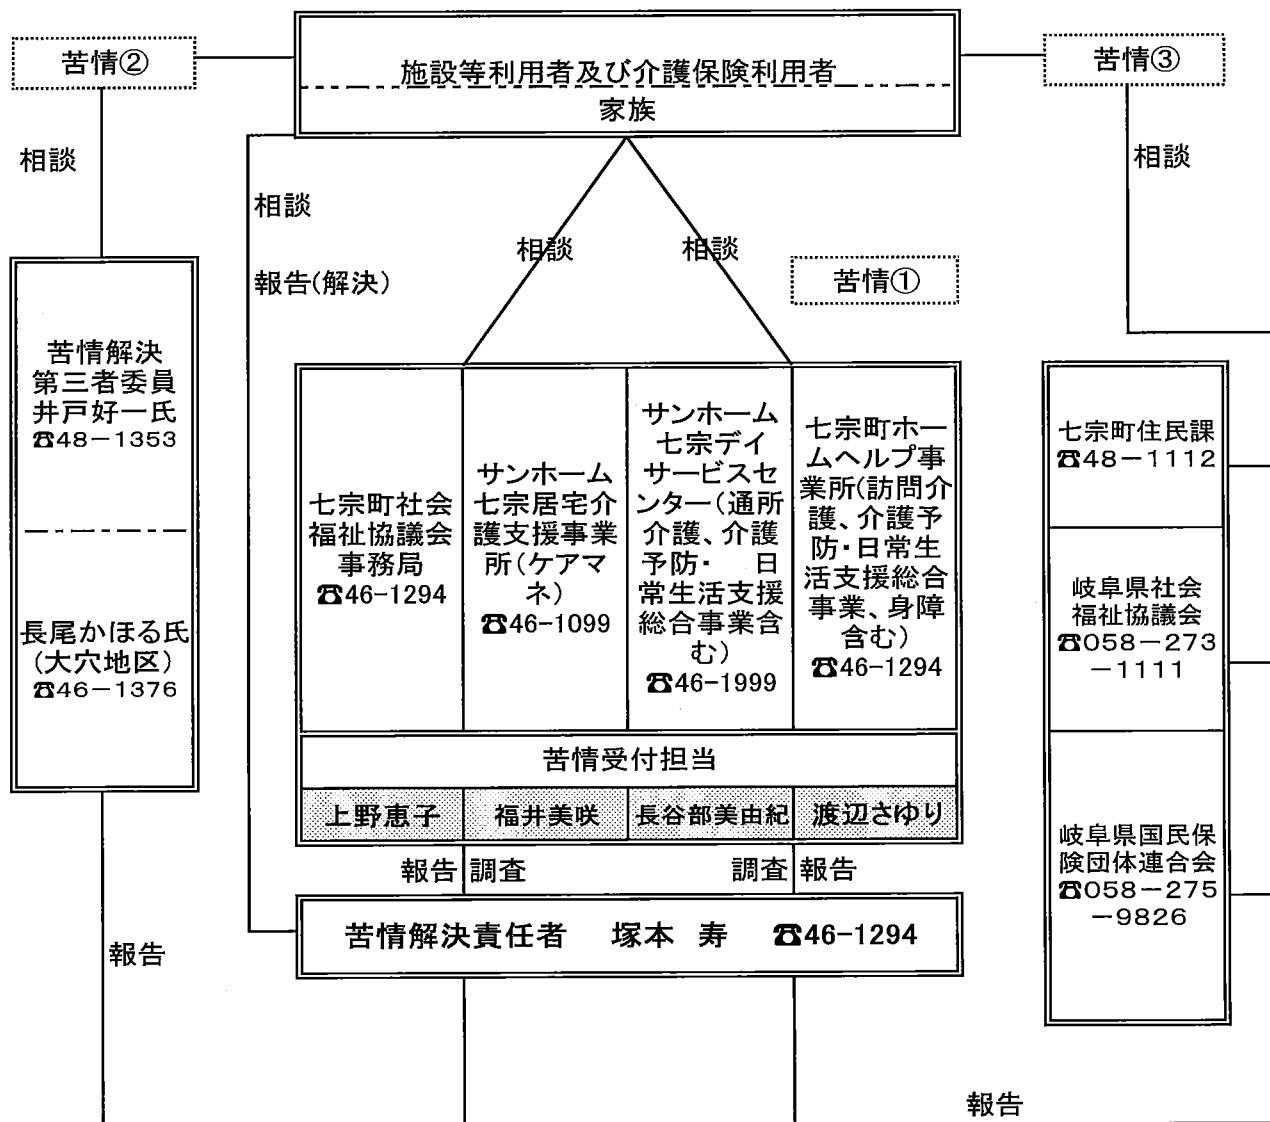 苦情②
施設等利用者及び介護保険利用者
家族
苦情③
相談
相談
相談
相談
相談
報告(解決)
苦情①
苦情解決
第三者委員
井戸好一氏
☎48－1353
長尾かほる氏
(大穴地区)
☎46－1376
七宗町社会
福祉協議会
事務局
☎46-1294
サンホーム
七宗居宅介
護支援事業
所(ケアマ
ネ)
☎46-1099
サンホーム
七宗デイ
サービスセ
ンター(通所
介護、介護
予防・　日
常生活支援
総合事業含
む)
☎46-1999
七宗町ホー
ムヘルプ事
業所(訪問介
護、介護予
防・日常生
活支援総合
事業、身障
含む)
☎46-1294
七宗町住民課
☎48－1112
岐阜県社会
福祉協議会
☎058－273
－1111
岐阜県国民保
険団体連合会
☎058－275
－9826
苦情受付担当
上野恵子
福井美咲
長谷部美由紀
渡辺さゆり
報告 調査
調査 報告
苦情解決責任者　塚本 寿　☎46-1294
報告
報告